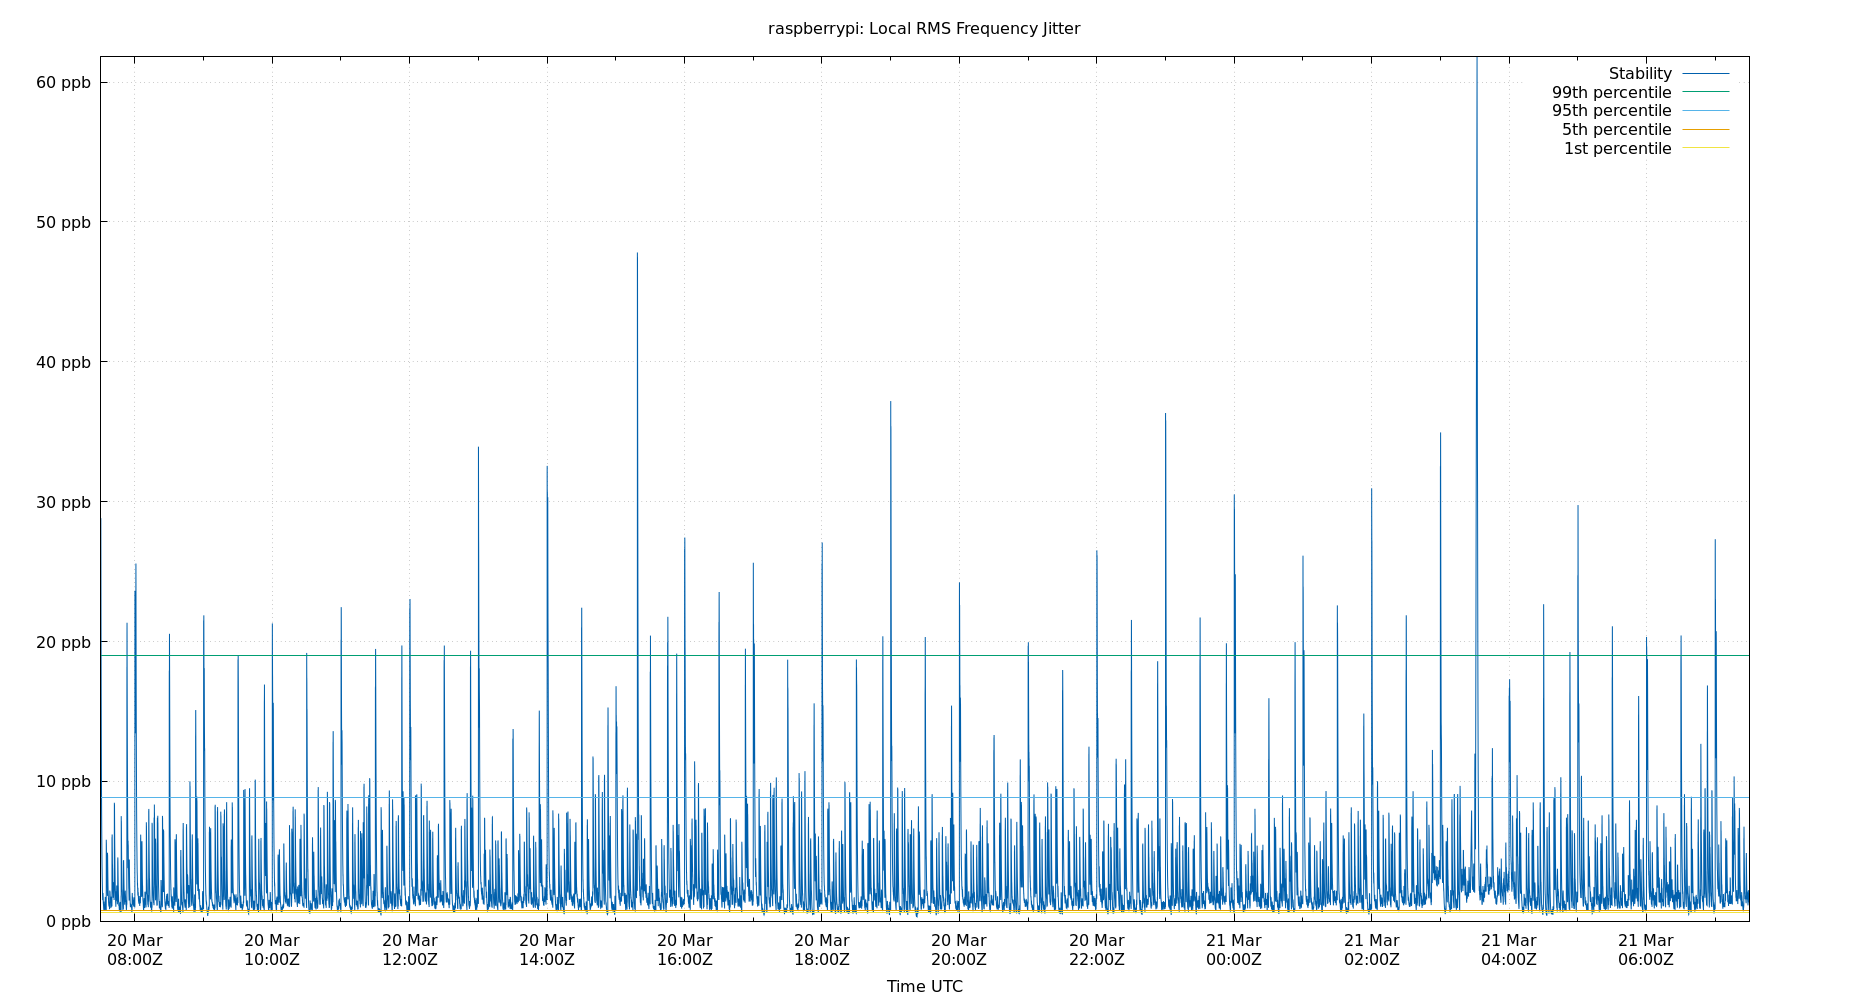 raspberrypi: Local RMS Frequency Jitter
60 ppb
50 ppb
40 ppb
30 ppb
20 ppb
10 ppb
0 ppb
Stability
99th percentile
95th percentile
5th percentile
1st percentile
20 Mar 20 Mar 20 Mar 20 Mar 20 Mar 20 Mar 20 Mar 20 Mar 21 Mar 21 Mar 21 Mar 21 Mar
08:00Z 10:00Z 12:00Z 14:00Z 16:00Z 18:00Z 20:00Z 22:00Z 00:00Z 02:00Z 04:00Z 06:00Z
Time UTC